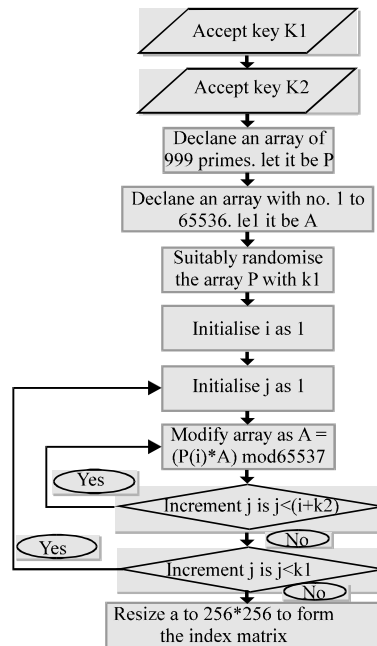 Accept key K1
Accept key K2
Declane an array of
999 primes. let it be P
Declane an array with no. 1 to
65536. le1 it be A
Suitably randomise
the array P with k1
Initialise i as 1
Initialise j as 1
Modify array as A =
(P(i)*A) mod65537
Yes
Increment j is j<(i+k2)
No
Yes
Increment j is j<k1
No
Resize a to 256*256 to form
the index matrix